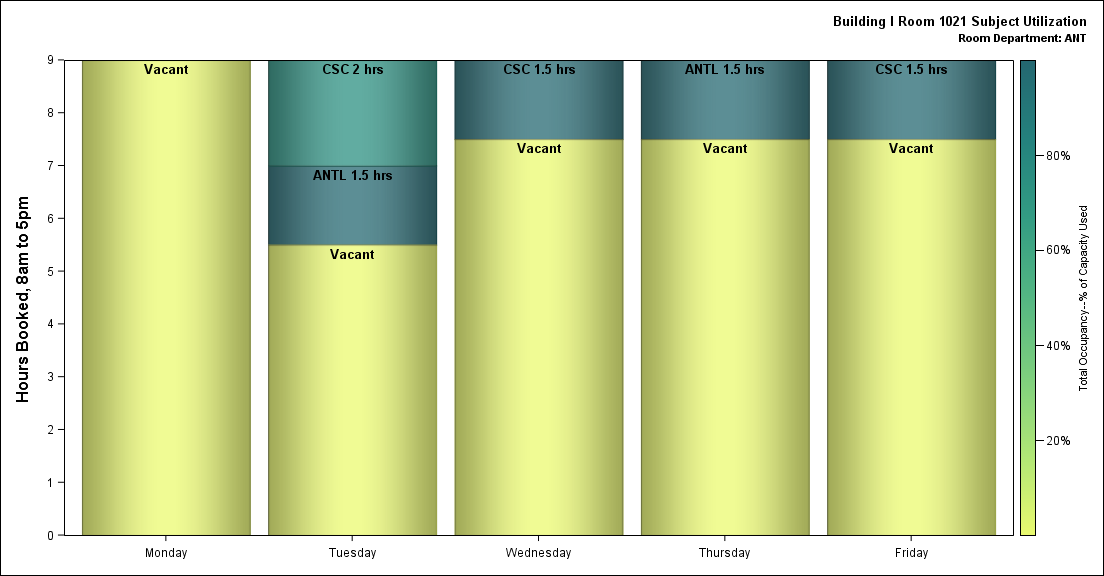 Building I Room 1021 Subject Utilization
Room Department: ANT
Hours Booked, 8am to 5pm
9
8
7
6
5
4
3
2
1
0
Vacant
CSC 2 hrs
ANTL 1.5 hrs
Vacant
CSC 1.5 hrs
Vacant
ANTL 1.5 hrs
Vacant
CSC 1.5 hrs
Vacant
Monday
Tuesday
Wednesday
Thursday
Friday
80%
60%
40%
20%
Total Occupancy--% of Capacity Used